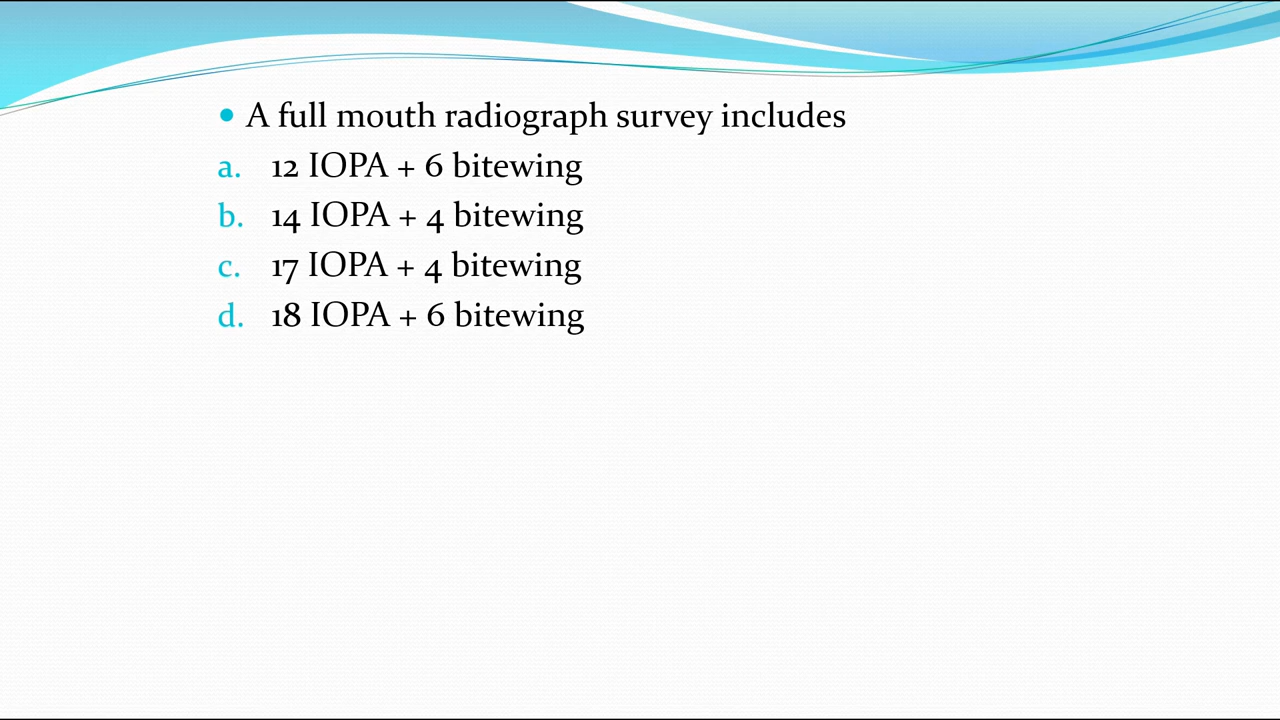 • A full mouth radiograph survey includes
a. 12 IOPA + 6 bitewing
b. 14 IOPA + 4 bitewing
c. 17 IOPA + 4 bitewing
d. 18 IOPA + 6 bitewing